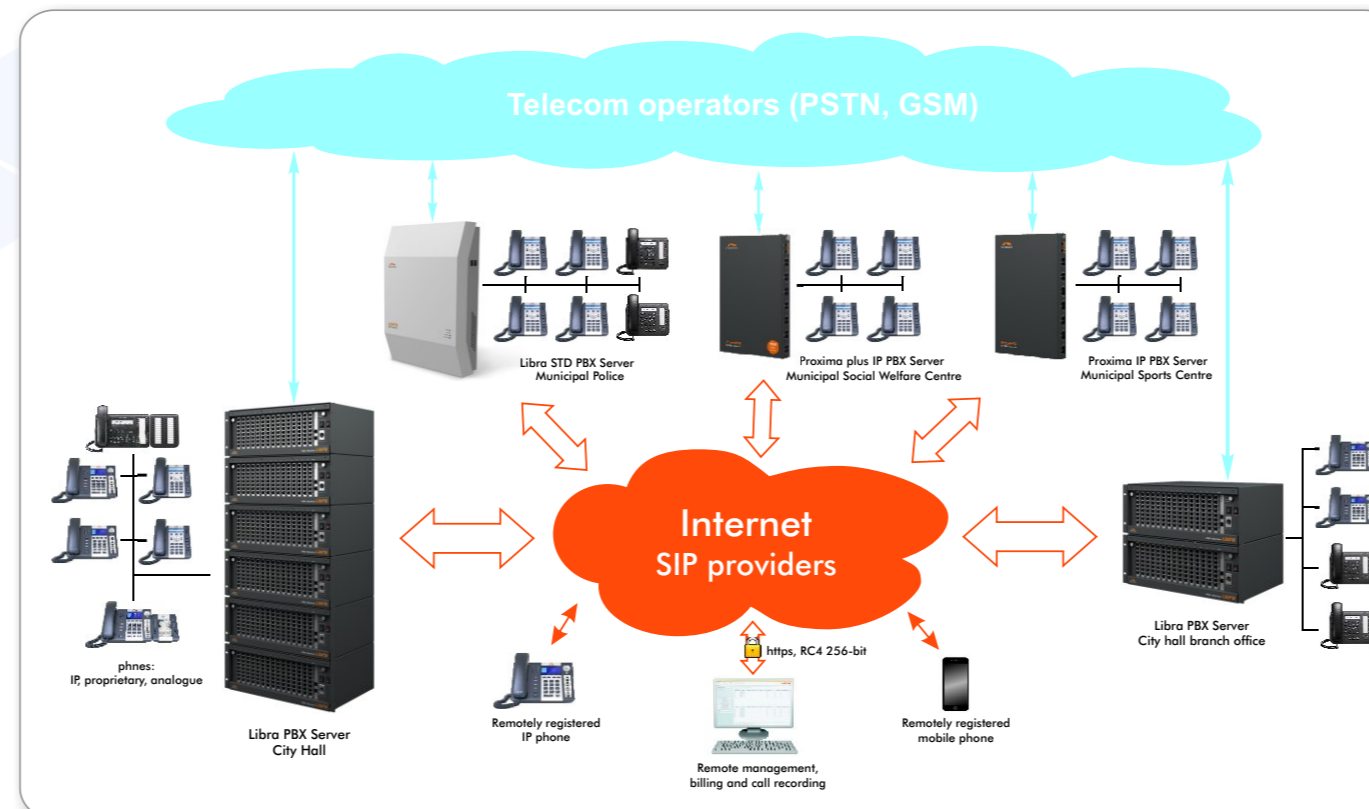 Telecom operators (PSTN, GSM)
Libra STD PBX Server
Municipal Police
Proxima plus IP PBX Server
Municipal Social Welfare Centre
Proxima IP PBX Server
Municipal Sports Centre
Internet
SIP providers
phnes:
IP, proprietary, analogue
Libra PBX Server
City Hall
Remotely registered
IP phone
https, RC4 256-bit
Remote management,
billing and call recording
Remotely registered
mobile phone
Libra PBX Server
City hall branch office